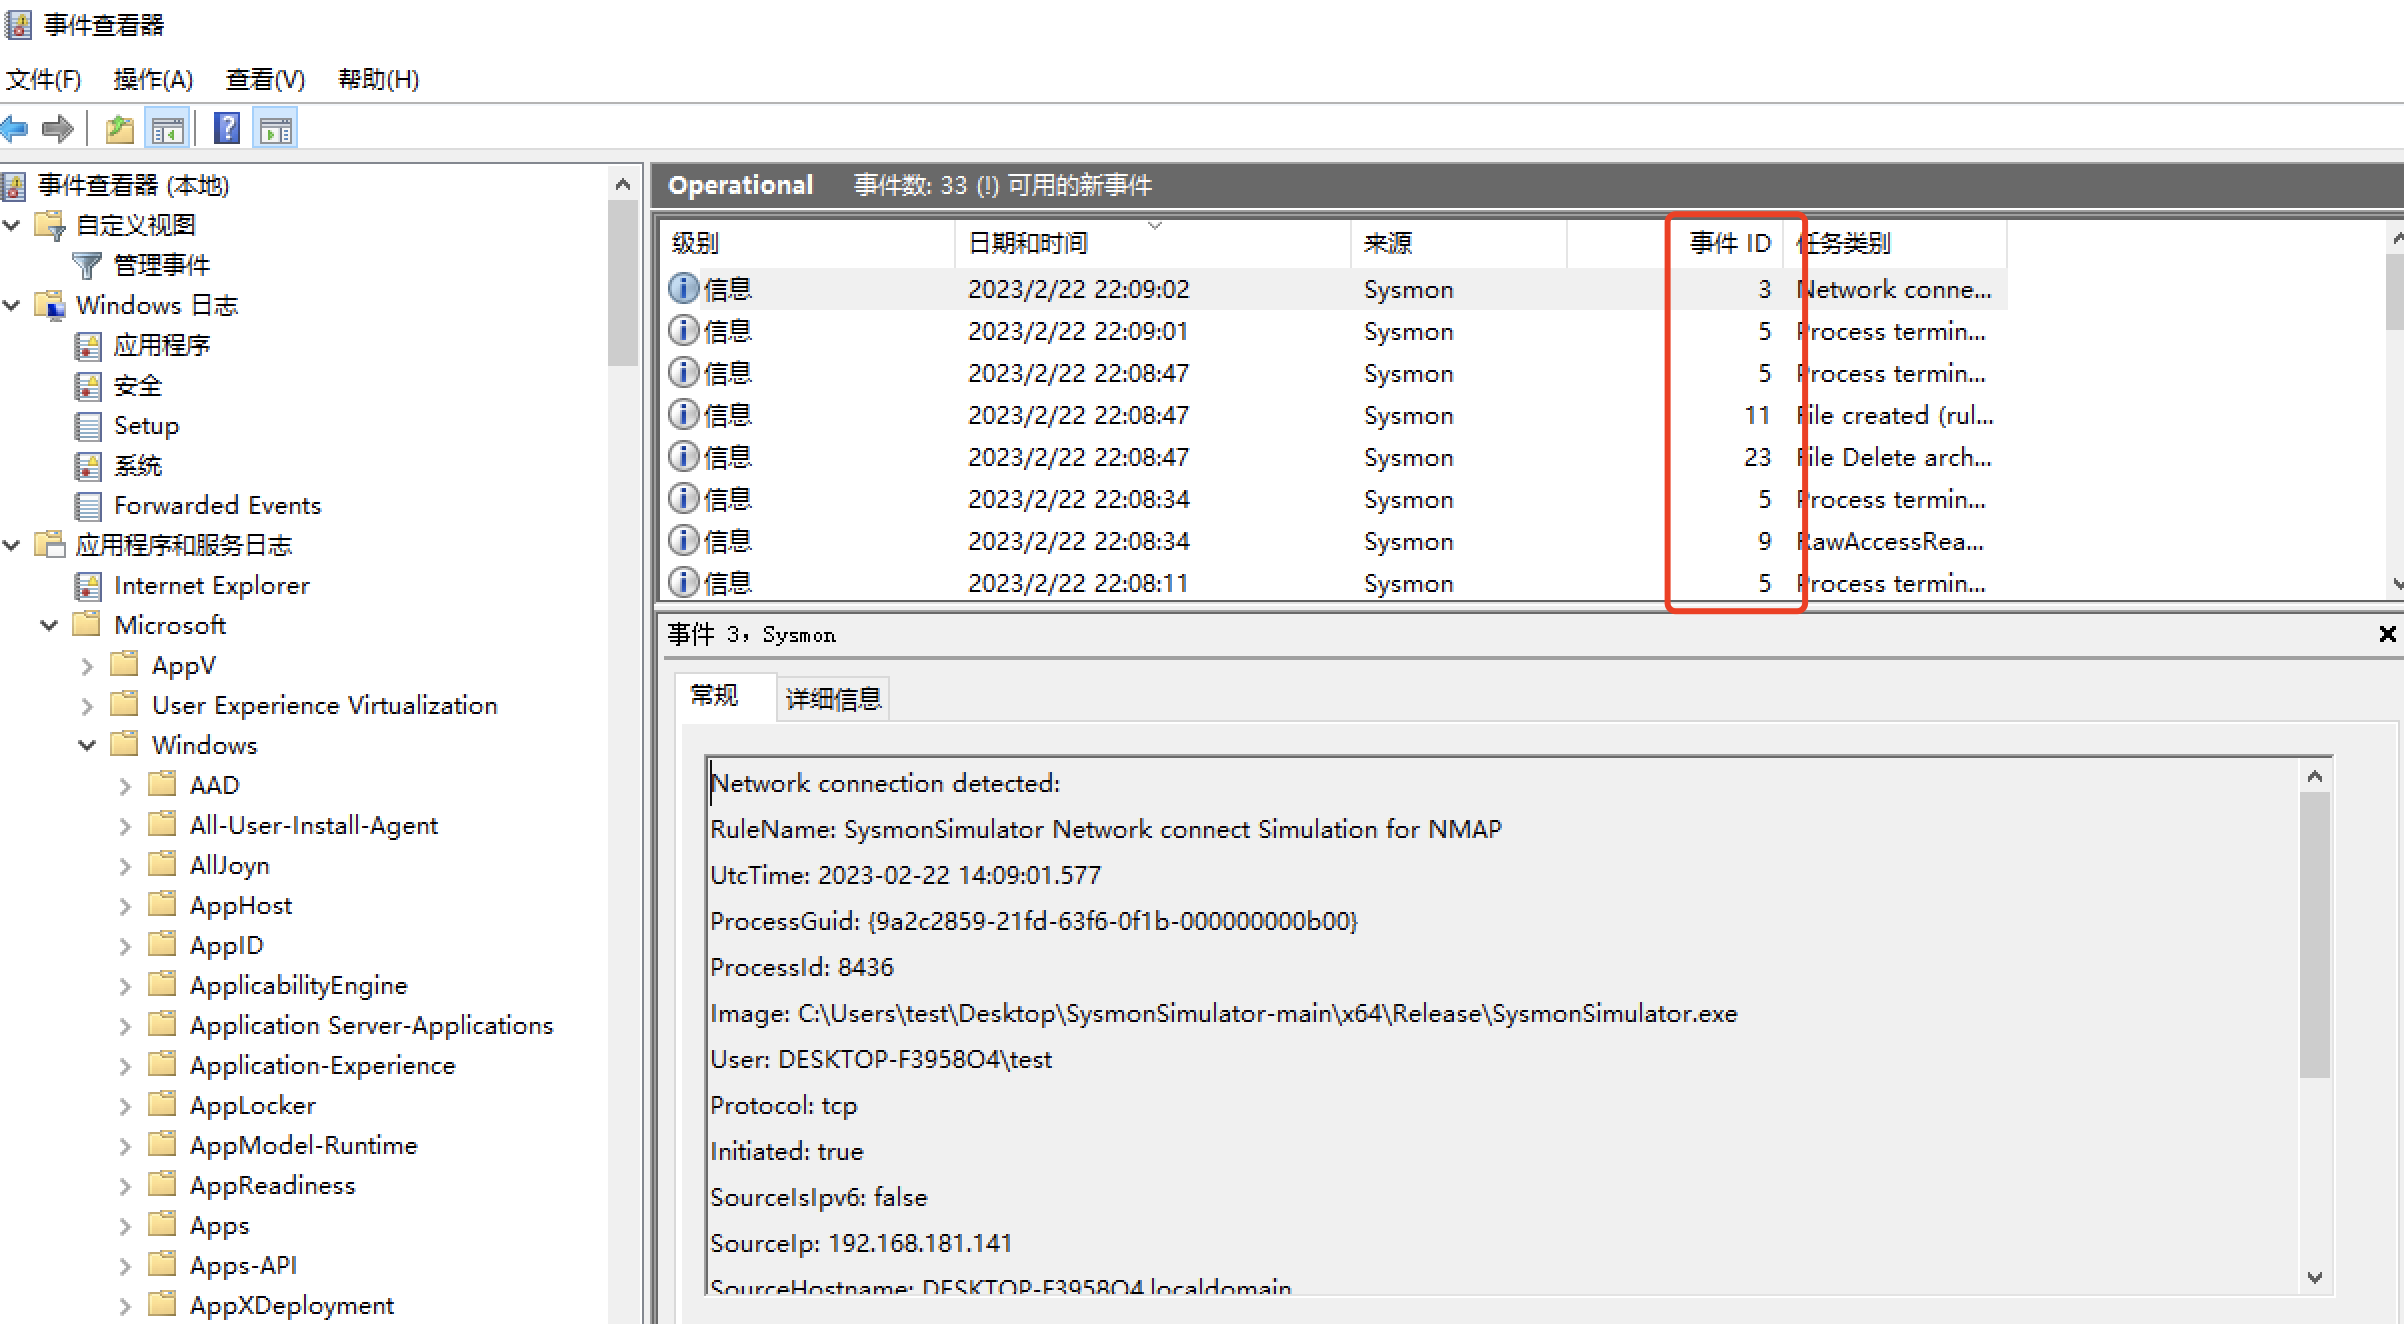 事件查看器
文件(F) 操作(A) 查看(V) 帮助(H)
事件查看器 (本地)
自定义视图
管理事件
Windows 日志
应用程序
安全
Setup
系统
Forwarded Events
应用程序和服务日志
Internet Explorer
Microsoft
AppV
User Experience Virtualization
Windows
AAD
All-User-Install-Agent
AllJoyn
AppHost
AppID
ApplicabilityEngine
Application Server-Applications
Application-Experience
AppLocker
AppModel-Runtime
AppReadiness
Apps
Apps-API
AppXDeployment
Operational 事件数: 33 (!) 可用的新事件
级别 日期和时间 来源 事件 ID 任务类别
信息 2023/2/22 22:09:02 Sysmon 3 Network conne...
信息 2023/2/22 22:09:01 Sysmon 5 Process termin...
信息 2023/2/22 22:08:47 Sysmon 5 Process termin...
信息 2023/2/22 22:08:47 Sysmon 11 File created (rul...
信息 2023/2/22 22:08:47 Sysmon 23 File Delete arch...
信息 2023/2/22 22:08:34 Sysmon 5 Process termin...
信息 2023/2/22 22:08:34 Sysmon 9 RawAccessRea...
信息 2023/2/22 22:08:11 Sysmon 5 Process termin...
事件 3，Sysmon
常规 详细信息
Network connection detected:
RuleName: SysmonSimulator Network connect Simulation for NMAP
UtcTime: 2023-02-22 14:09:01.577
ProcessGuid: {9a2c2859-21fd-63f6-0f1b-000000000b00}
ProcessId: 8436
Image: C:\Users\test\Desktop\SysmonSimulator-main\x64\Release\SysmonSimulator.exe
User: DESKTOP-F3958O4\test
Protocol: tcp
Initiated: true
SourceIsIpv6: false
SourceIp: 192.168.181.141
SourceHostname: DESKTOP-F3958O4.localdomain